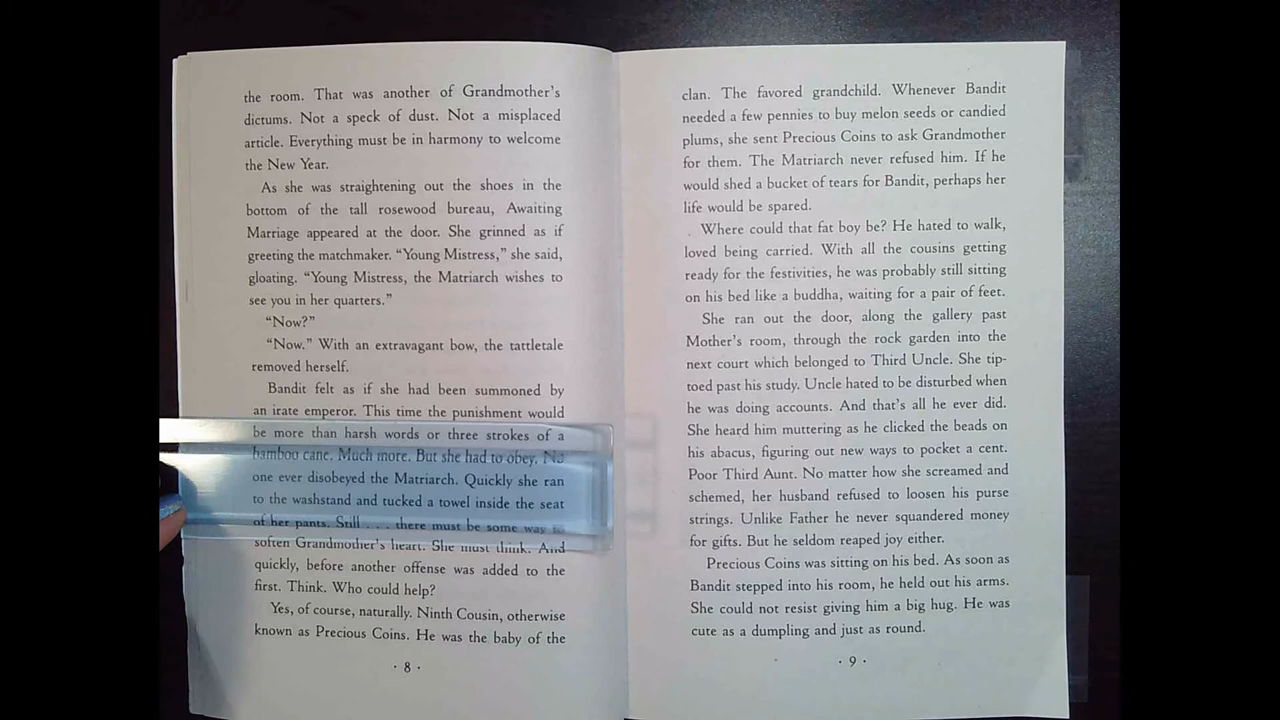 the room. That was another of Grandmother's
dictums. Not a speck of dust. Not a misplaced
article. Everything must be in harmony to welcome
the New Year.
As she was straightening out the shoes in the
bottom of the tall rosewood bureau, Awaiting
Marriage appeared at the door. She grinned as if
greeting the matchmaker. “Young Mistress,” she said,
gloating. “Young Mistress, the Matriarch wishes to
see you in her quarters.”
“Now?”
“Now.” With an extravagant bow, the tattletale
removed herself.
Bandit felt as if she had been summoned by
an irate emperor. This time the punishment would
be more than harsh words or three strokes of a
bamboo cane. Much more. But she had to obey. No
one ever disobeyed the Matriarch. Quickly she ran
to the washstand and tucked a towel inside the seat
of her pants. Still . . . there must be some way to
soften Grandmother's heart. She must think. And
quickly, before another offense was added to the
first. Think. Who could help?
Yes, of course, naturally. Ninth Cousin, otherwise
known as Precious Coins. He was the baby of the
· 8 ·
clan. The favored grandchild. Whenever Bandit
needed a few pennies to buy melon seeds or candied
plums, she sent Precious Coins to ask Grandmother
for them. The Matriarch never refused him. If he
would shed a bucket of tears for Bandit, perhaps her
life would be spared.
Where could that fat boy be? He hated to walk,
loved being carried. With all the cousins getting
ready for the festivities, he was probably still sitting
on his bed like a buddha, waiting for a pair of feet.
She ran out the door, along the gallery past
Mother's room, through the rock garden into the
next court which belonged to Third Uncle. She tip-
toed past his study. Uncle hated to be disturbed when
he was doing accounts. And that's all he ever did.
She heard him muttering as he clicked the beads on
his abacus, figuring out new ways to pocket a cent.
Poor Third Aunt. No matter how she screamed and
schemed, her husband refused to loosen his purse
strings. Unlike Father he never squandered money
for gifts. But he seldom reaped joy either.
Precious Coins was sitting on his bed. As soon as
Bandit stepped into his room, he held out his arms.
She could not resist giving him a big hug. He was
cute as a dumpling and just as round.
· 9 ·